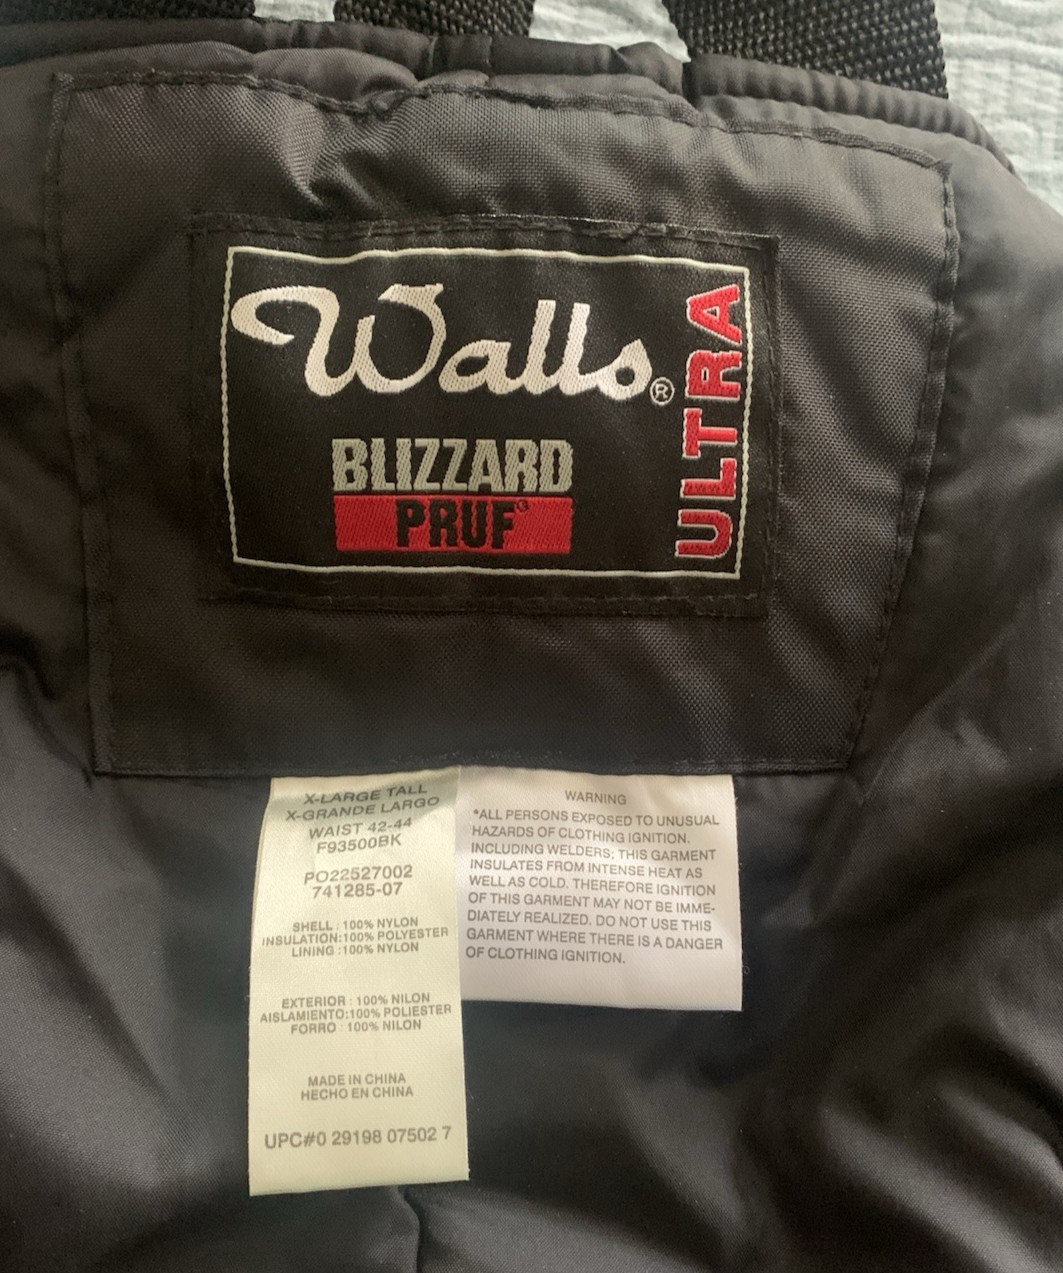 Walls®
ULTRA
BLIZZARD
PRUF®
X-LARGE TALL
X-GRANDE LARGO
WAIST 42-44
F93500BK
PO22527002
741285-07
SHELL : 100% NYLON
INSULATION:100% POLYESTER
LINING :100% NYLON
EXTERIOR : 100% NILON
AISLAMIENTO:100% POLIESTER
FORRO : 100% NILON
MADE IN CHINA
HECHO EN CHINA
UPC#0 29198 07502 7
WARNING
*ALL PERSONS EXPOSED TO UNUSUAL
HAZARDS OF CLOTHING IGNITION.
INCLUDING WELDERS; THIS GARMENT
INSULATES FROM INTENSE HEAT AS
WELL AS COLD. THEREFORE IGNITION
OF THIS GARMENT MAY NOT BE IMME-
DIATELY REALIZED. DO NOT USE THIS
GARMENT WHERE THERE IS A DANGER
OF CLOTHING IGNITION.